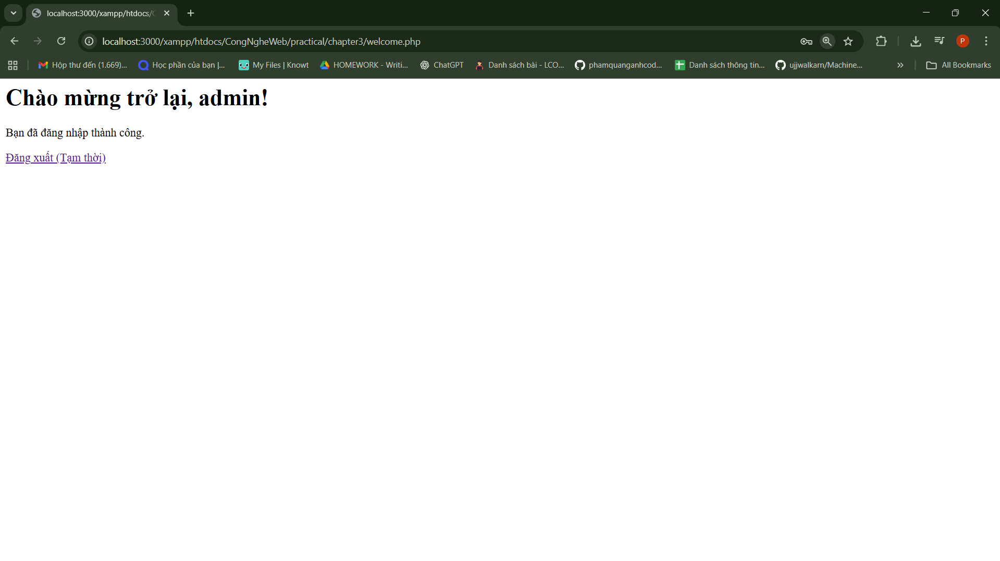 localhost:3000/xampp/htdocs/C
localhost:3000/xampp/htdocs/CongNgheWeb/practical/chapter3/welcome.php
P
Hộp thư đến (1.669)... Học phần của bạn |... My Files | Knowt HOMEWORK - Writi... ChatGPT Danh sách bài - LCO... phamquanganhcod... Danh sách thông tin... ujjwalkarn/Machine... All Bookmarks
Chào mừng trở lại, admin!
Bạn đã đăng nhập thành công.
Đăng xuất (Tạm thời)